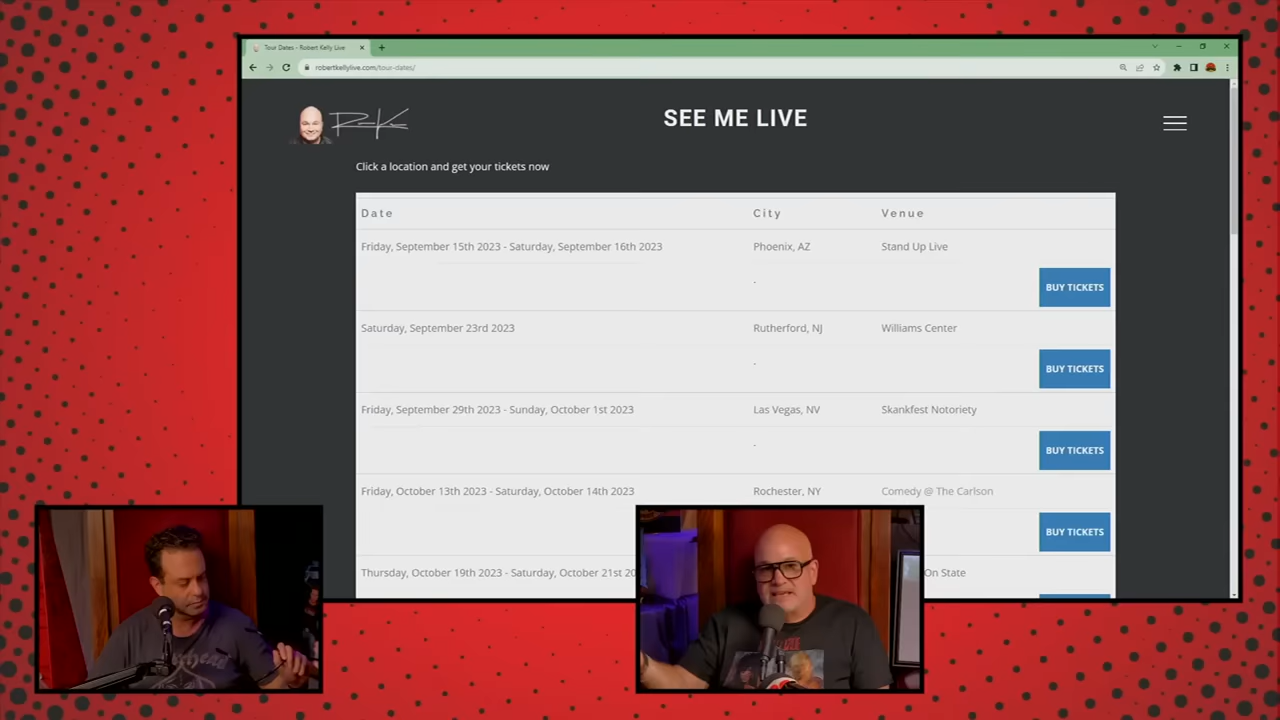 Tour Dates - Robert Kelly Live
robertkellylive.com/tour-dates/
SEE ME LIVE
Click a location and get your tickets now
Date City Venue
Friday, September 15th 2023 - Saturday, September 16th 2023 Phoenix, AZ Stand Up Live
BUY TICKETS
Saturday, September 23rd 2023 Rutherford, NJ Williams Center
BUY TICKETS
Friday, September 29th 2023 - Sunday, October 1st 2023 Las Vegas, NV Skankfest Notoriety
BUY TICKETS
Friday, October 13th 2023 - Saturday, October 14th 2023 Rochester, NY Comedy @ The Carlson
BUY TICKETS
Thursday, October 19th 2023 - Saturday, October 21st 20 On State